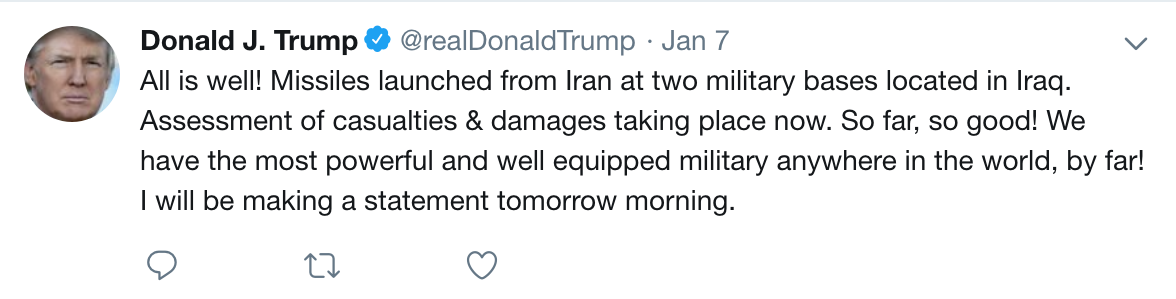 Donald J. Trump @realDonaldTrump · Jan 7
All is well! Missiles launched from Iran at two military bases located in Iraq.
Assessment of casualties & damages taking place now. So far, so good! We
have the most powerful and well equipped military anywhere in the world, by far!
I will be making a statement tomorrow morning.